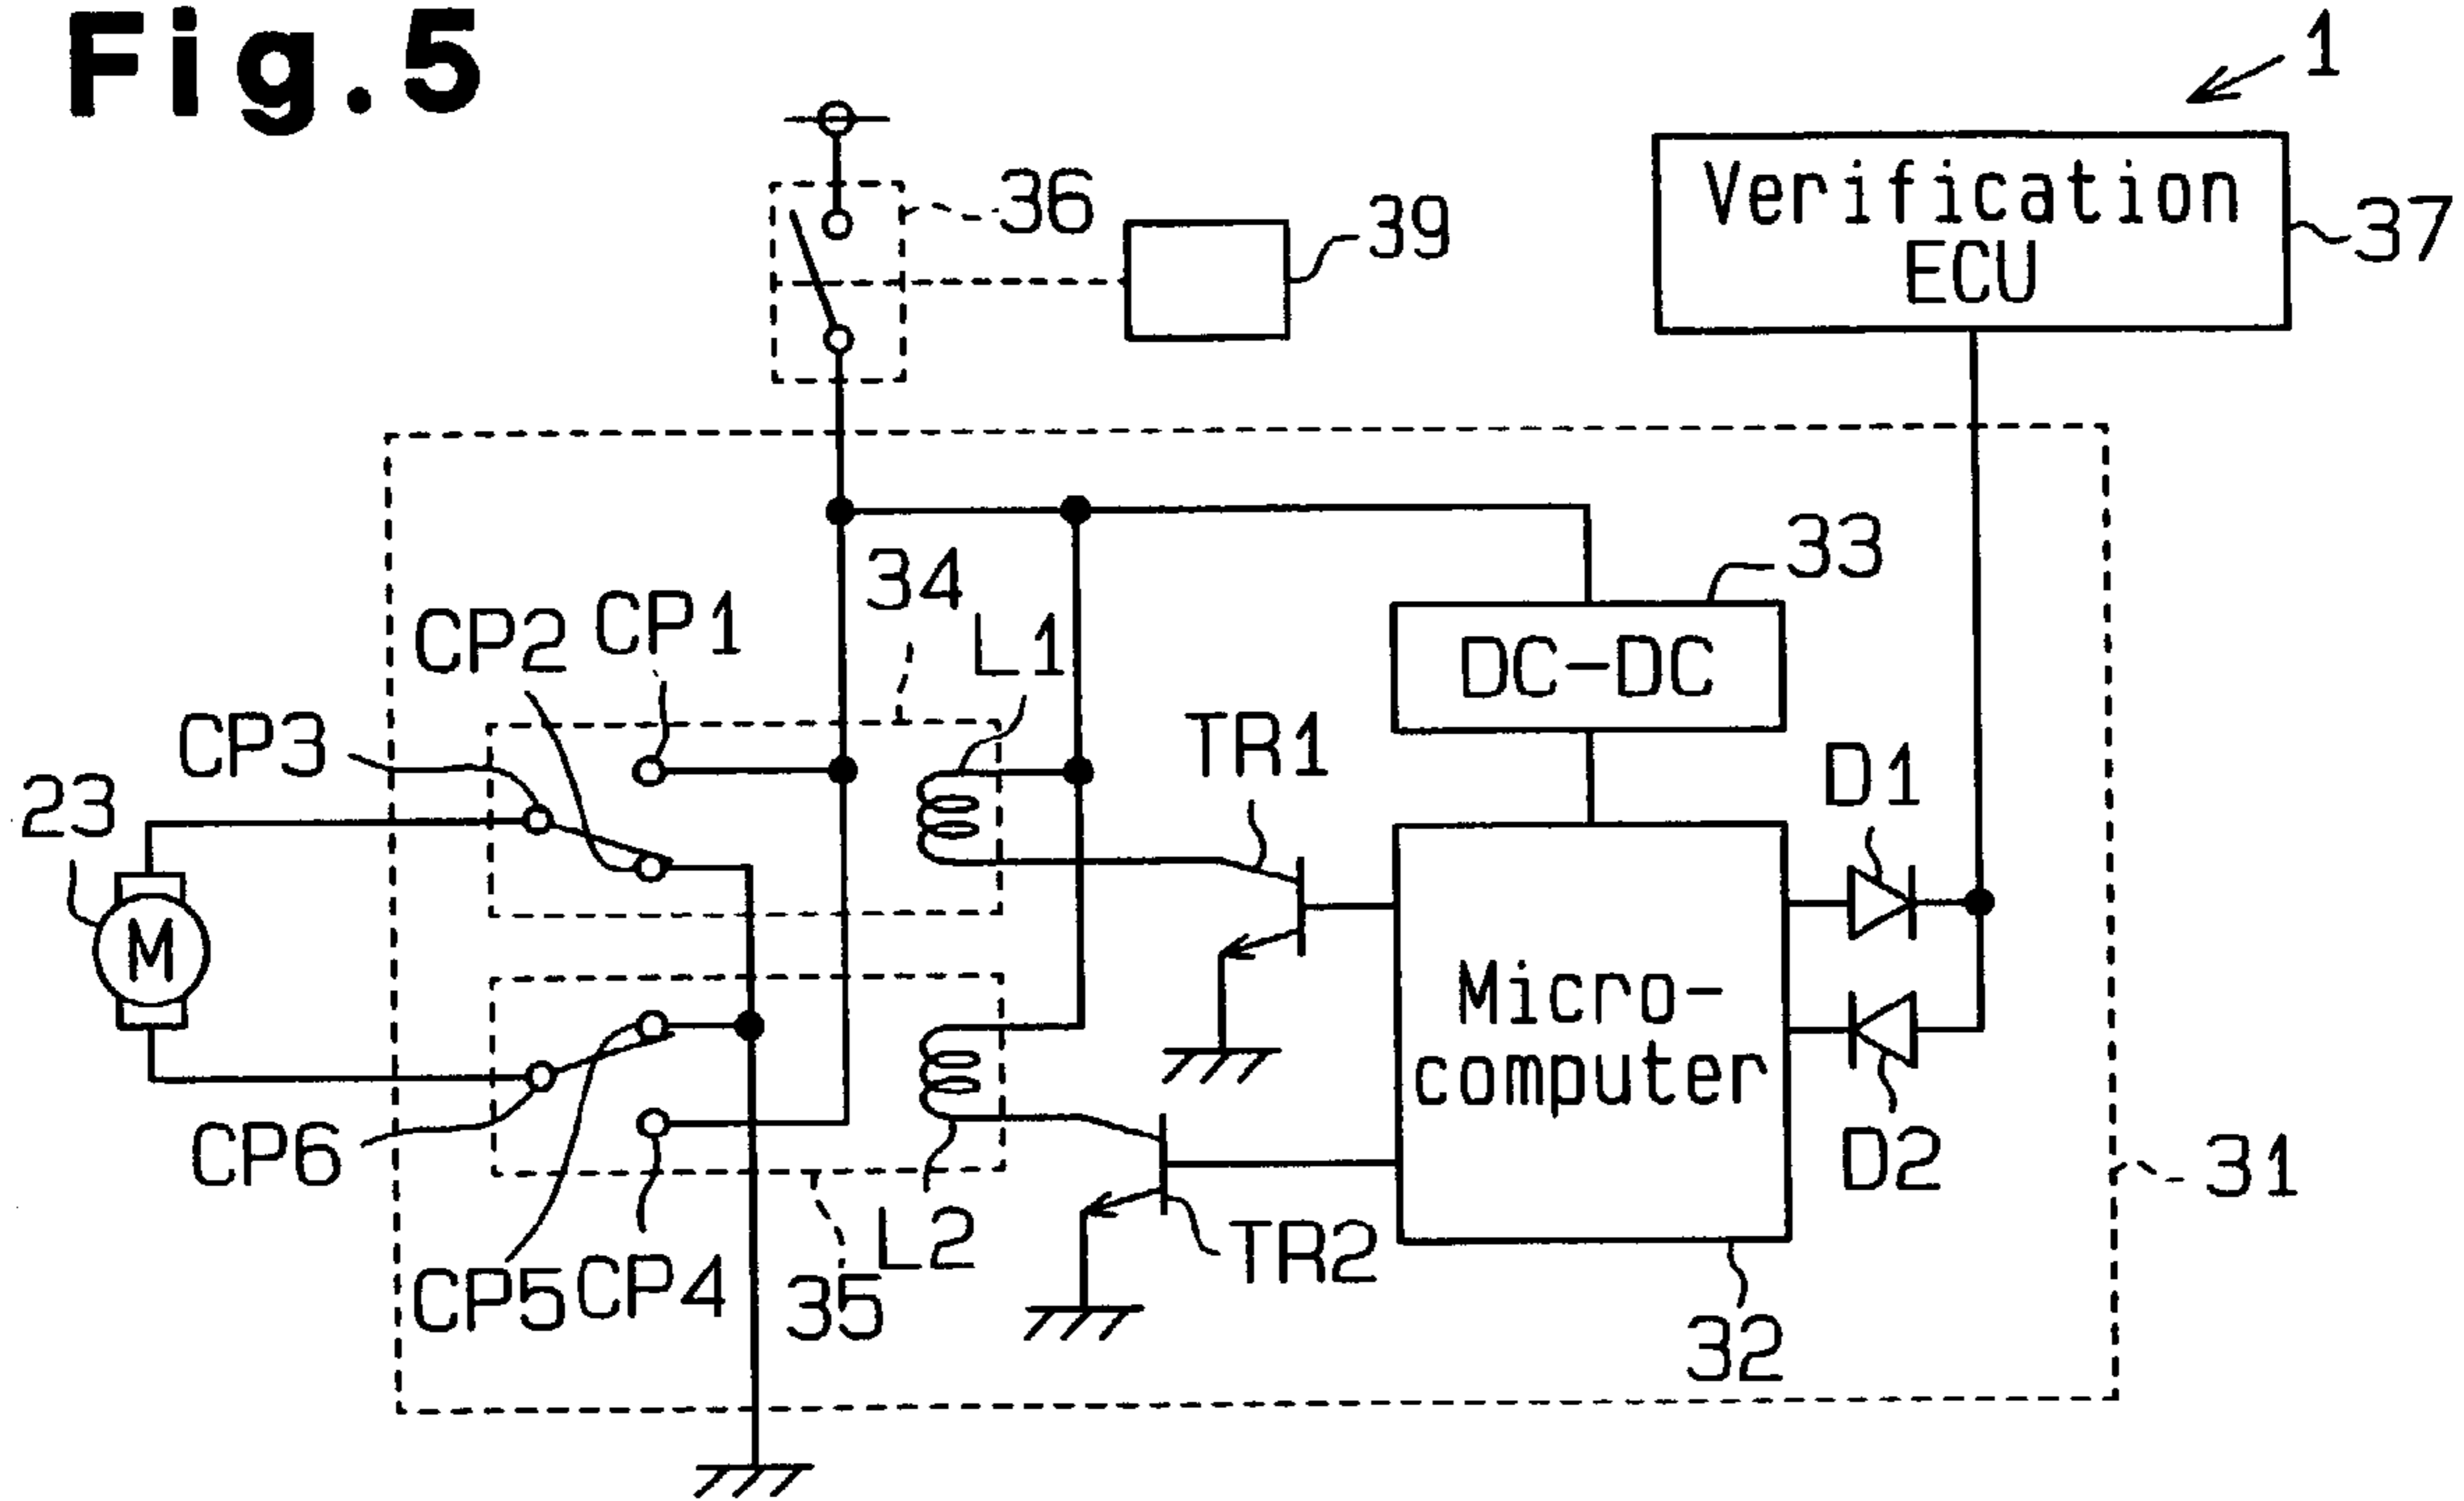 Fig.5
1
36
39
Verification
ECU
37
34
33
CP2
CP1
L1
DC-DC
CP3
TR1
D1
23
M
Micro-
computer
CP6
D2
31
L2
TR2
CP5
CP4
35
32